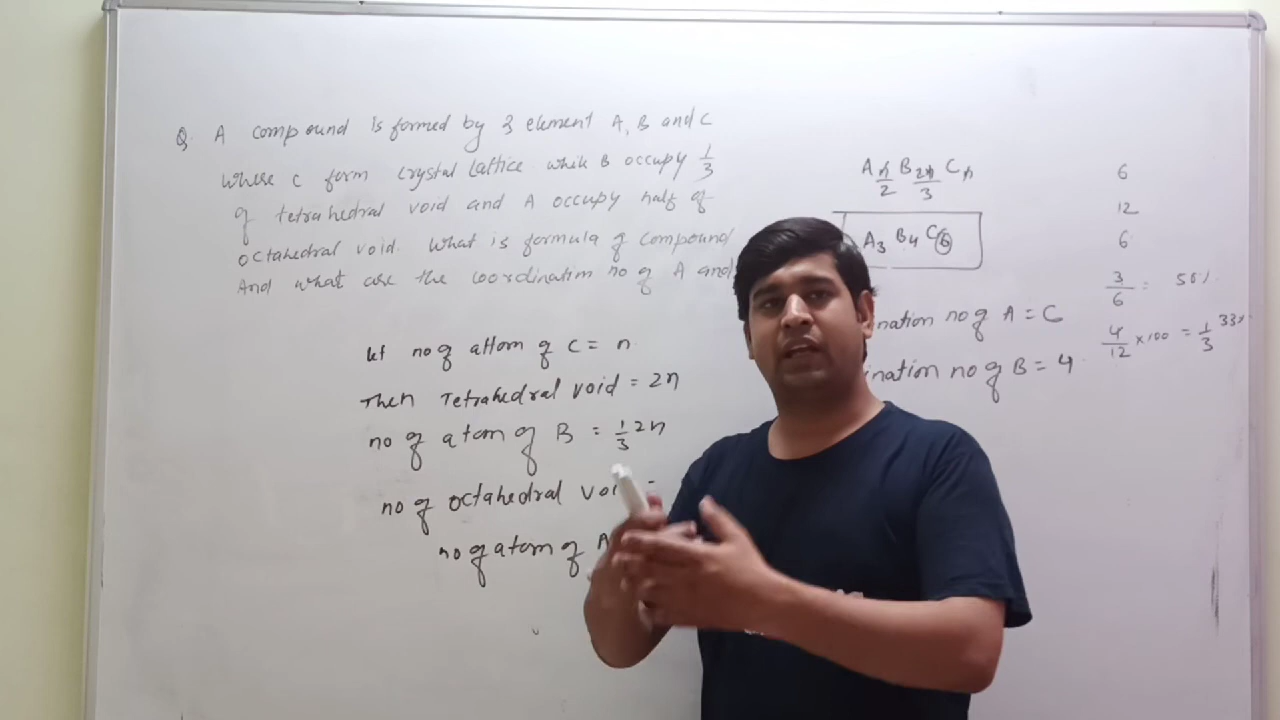 Q. A compound is formed by 3 element A, B and C
where C form crystal lattice while B occupy 1/3
of tetrahedral void and A occupy half of
octahedral void. What is formula of compound
And what are the coordination no of A and
let no of attom of C = n
Then Tetrahedral void = 2n
no of atom of B = 1/3 2n
no of octahedral voi
no of atom of A
A n/2 B 2n/3 C n
A3 B4 C6
nation no of A = C
ination no of B = 4
6
12
6
3/6 = 50%
4/12 x 100 = 1/3 33%